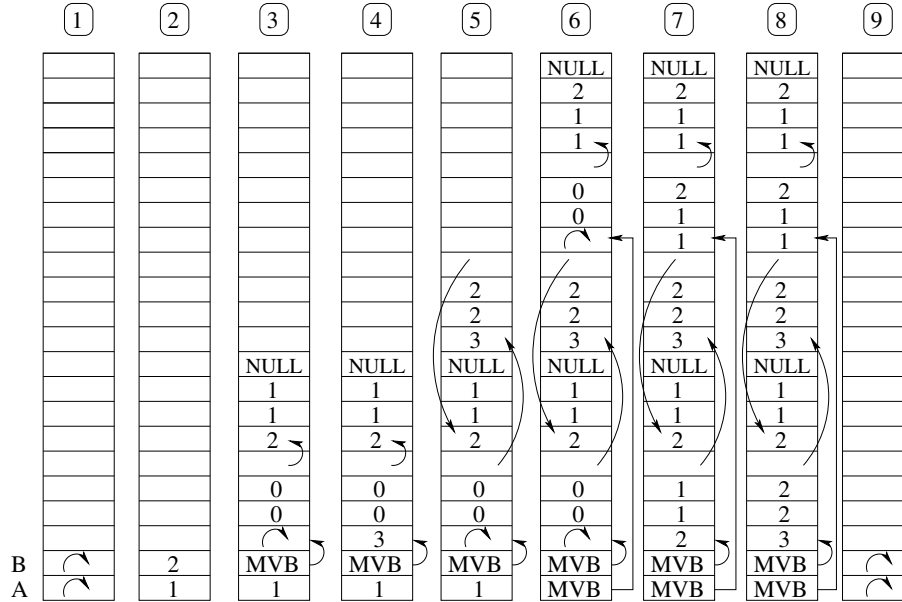 1 2 3 4 5 6 7 8 9
NULL NULL NULL
2 2 2
1 1 1
1 1 1
0 2 2
0 1 1
1 1
2 2 2 2
2 2 2 2
3 3 3 3
NULL NULL NULL NULL NULL NULL
1 1 1 1 1 1
1 1 1 1 1 1
2 2 2 2 2 2
0 0 0 0 1 2
0 0 0 0 1 2
3 2 3
B 2 MVB MVB MVB MVB MVB MVB
A 1 1 1 1 MVB MVB MVB